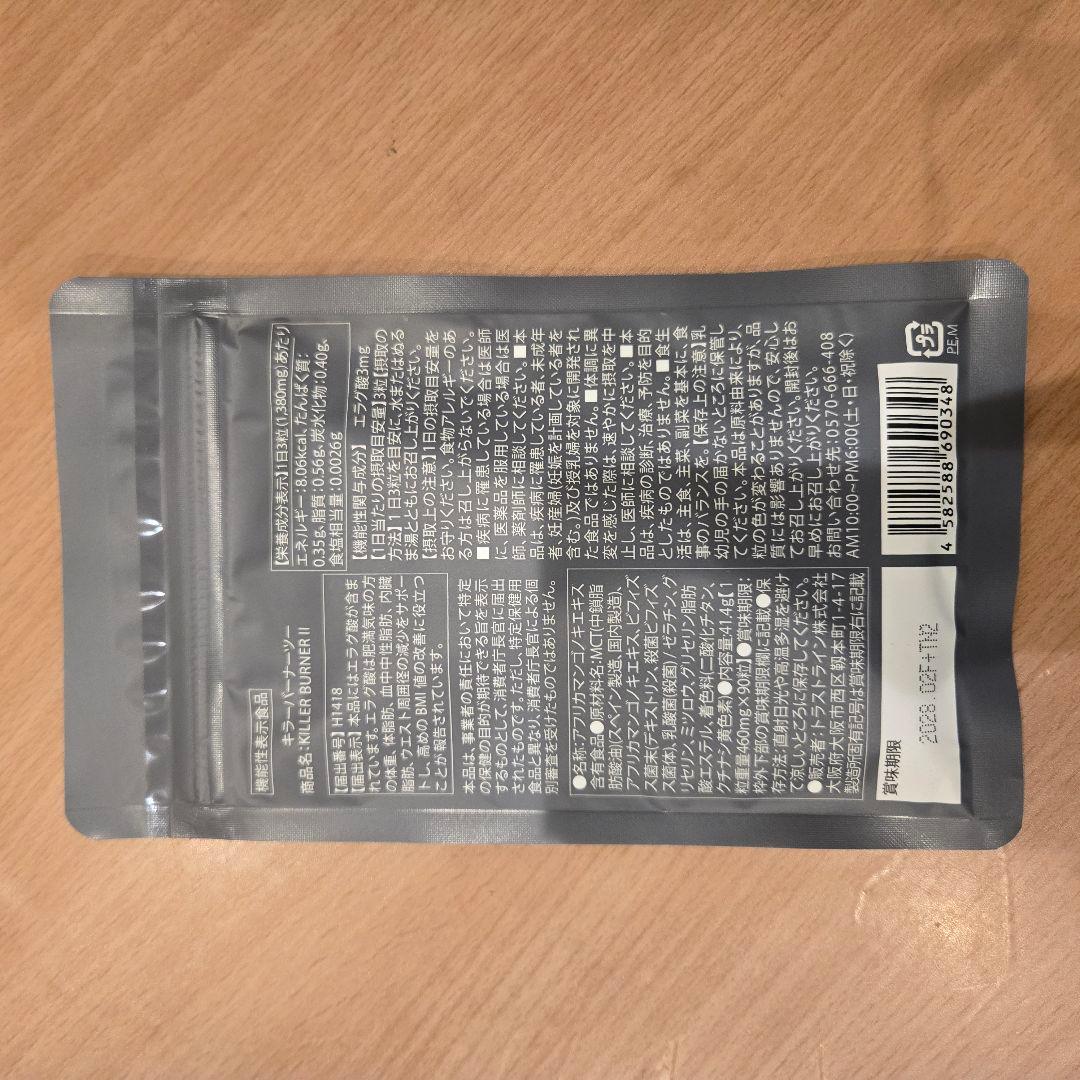 機能性表示食品
キラーバーナーツー
商品名:KILLER BURNER II
【届出番号】H1418
【届出表示】本品にはエラグ酸が含ま
れています。エラグ酸は肥満気味の方
の体重、体脂肪、血中中性脂肪、内臓
脂肪、ウエスト周囲径の減少をサポー
トし、高めのBMI値の改善に役立つ
ことが報告されています。
本品は、事業者の責任において特定
の保健の目的が期待できる旨を表示
するものとして、消費者庁長官に届出
されたものです。ただし、特定保健用
食品と異なり、消費者庁長官による個
別審査を受けたものではありません。
●名称:アフリカマンゴノキエキス
含有食品●原材料名:MCT(中鎖脂
肪酸油(スペイン製造、国内製造)、
アフリカマンゴノキエキス、ビフィズ
ス菌末(デキストリン、殺菌ビフィズ
ス菌体)、乳酸菌(殺菌)/ゼラチン、グ
リセリン、ミツロウ、グリセリン脂肪
酸エステル、着色料(二酸化チタン、
クチナシ黄色素)●内容量:41.4g【1
粒重量460mg×90粒】●賞味期限:
枠外下部の賞味期限欄に記載●保
存方法:直射日光や高温多湿を避け
て涼しいところに保存してください。
●販売者:トラストライン株式会社
大阪府大阪市西区靱本町1-4-17
製造所固有記号は賞味期限右に記載
賞味期限
2028.02F+TN2
【栄養成分表示】1日3粒(1,380mg)あたり
エネルギー:8.06kcal、たんぱく質:
0.35g、脂質:0.56g、炭水化物:0.40g、
食塩相当量:0.0026g
【機能性関与成分】 エラグ酸3mg
【1日当たりの摂取目安量】3粒【摂取の
方法】1日3粒を目安に、水またはぬる
ま湯とともにお召し上がりください。
【摂取上の注意】1日の摂取目安量を
お守りください。食物アレルギーのあ
る方は召し上がらないでください。
■疾病に罹患している場合は医師
に、医薬品を服用している場合は医
師、薬剤師に相談してください。■本
品は、疾病に罹患している者、未成年
者、妊産婦(妊娠を計画している者を
含む。)及び授乳婦を対象に開発され
た食品ではありません。■体調に異
変を感じた際は、速やかに摂取を中
止し、医師に相談してください。■本
品は、疾病の診断、治療、予防を目的
としたものではありません。■食生
活は、主食、主菜、副菜を基本に、食
事のバランスを。【保存上の注意】乳
幼児の手の届かないところに保管し
てください。本品は原料由来により、
粒の色が変わることがありますが、品
質には影響ありませんので、安心し
てお召し上がりください。開封後はお
早めにお召し上がりください。
お問い合わせ先:0570-666-408
AM10:00~PM6:00(土・日・祝除く)
4 582588 690348
プラ
PE,M